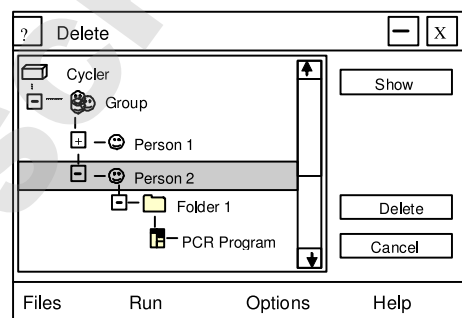 ? Delete X
Cycler
Group
Person 1
Person 2
Folder 1
PCR Program
Show
Delete
Cancel
Files Run Options Help